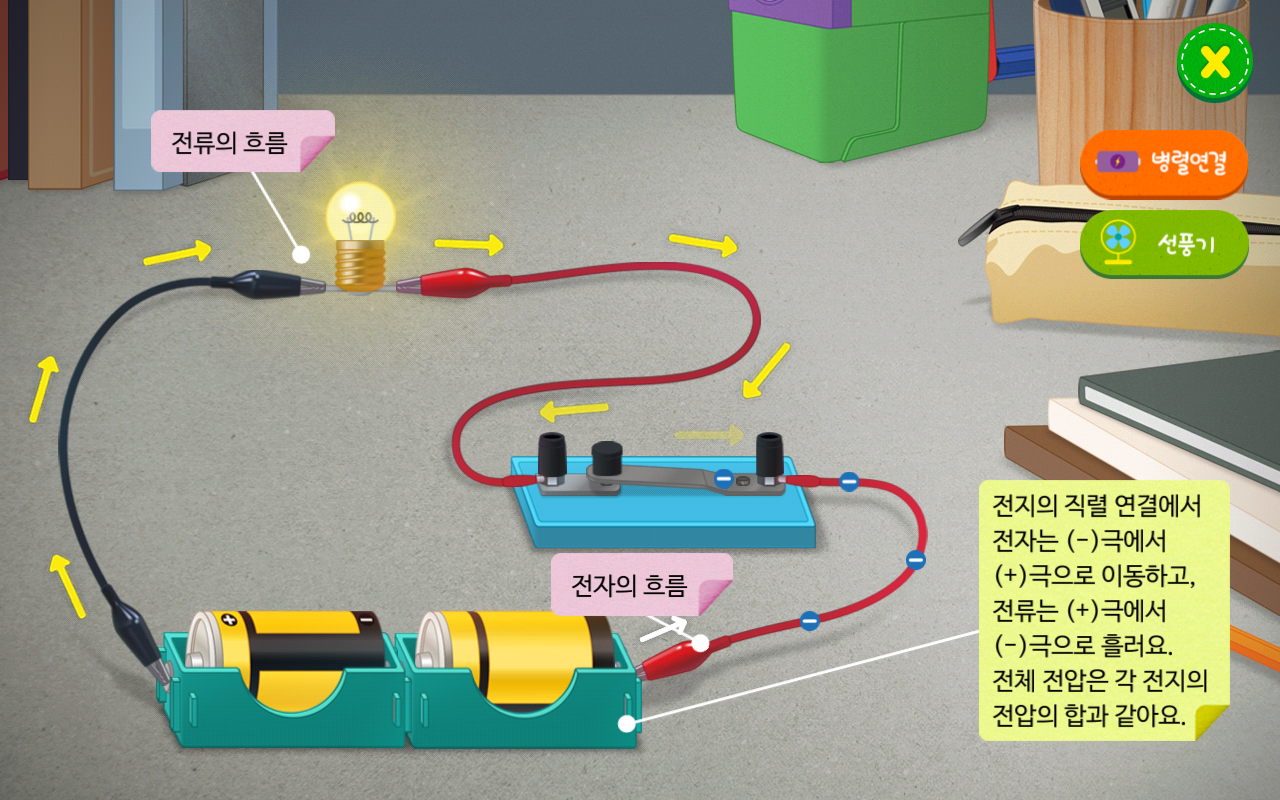 전류의 흐름
병렬연결
선풍기
전지의 직렬 연결에서
전자는 (-)극에서
(+)극으로 이동하고,
전류는 (+)극에서
(-)극으로 흘러요.
전체 전압은 각 전지의
전압의 합과 같아요.
전자의 흐름